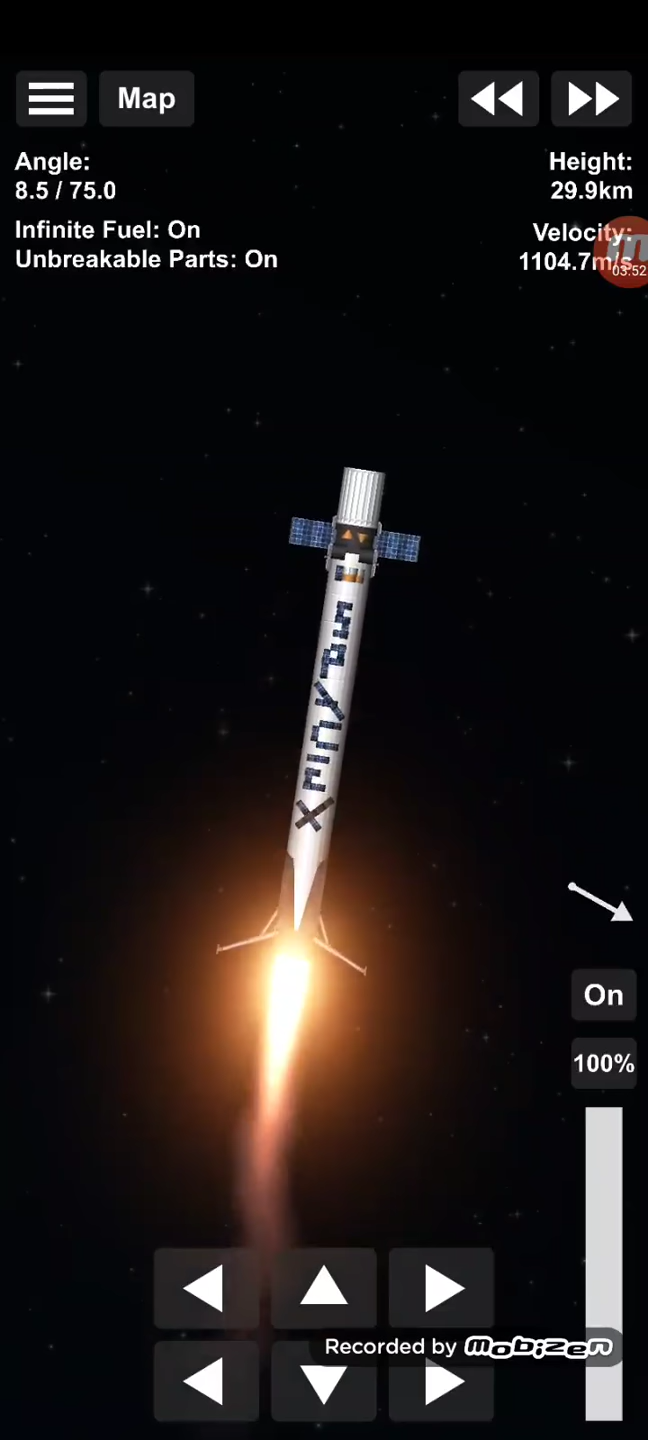 Map
Angle:
8.5 / 75.0
Infinite Fuel: On
Unbreakable Parts: On
Height:
29.9km
Velocity:
1104.7m/s
03:52
On
100%
Recorded by mobizen